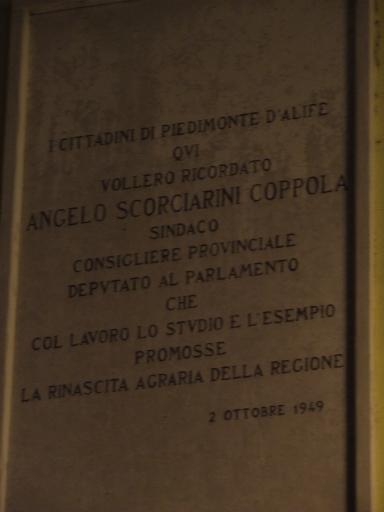 I CITTADINI DI PIEDIMONTE D'ALIFE
QVI
VOLLERO RICORDATO
ANGELO SCORCIARINI COPPOLA
SINDACO
CONSIGLIERE PROVINCIALE
DEPVTATO AL PARLAMENTO
CHE
COL LAVORO LO STVDIO E L'ESEMPIO
PROMOSSE
LA RINASCITA AGRARIA DELLA REGIONE
2 OTTOBRE 1949